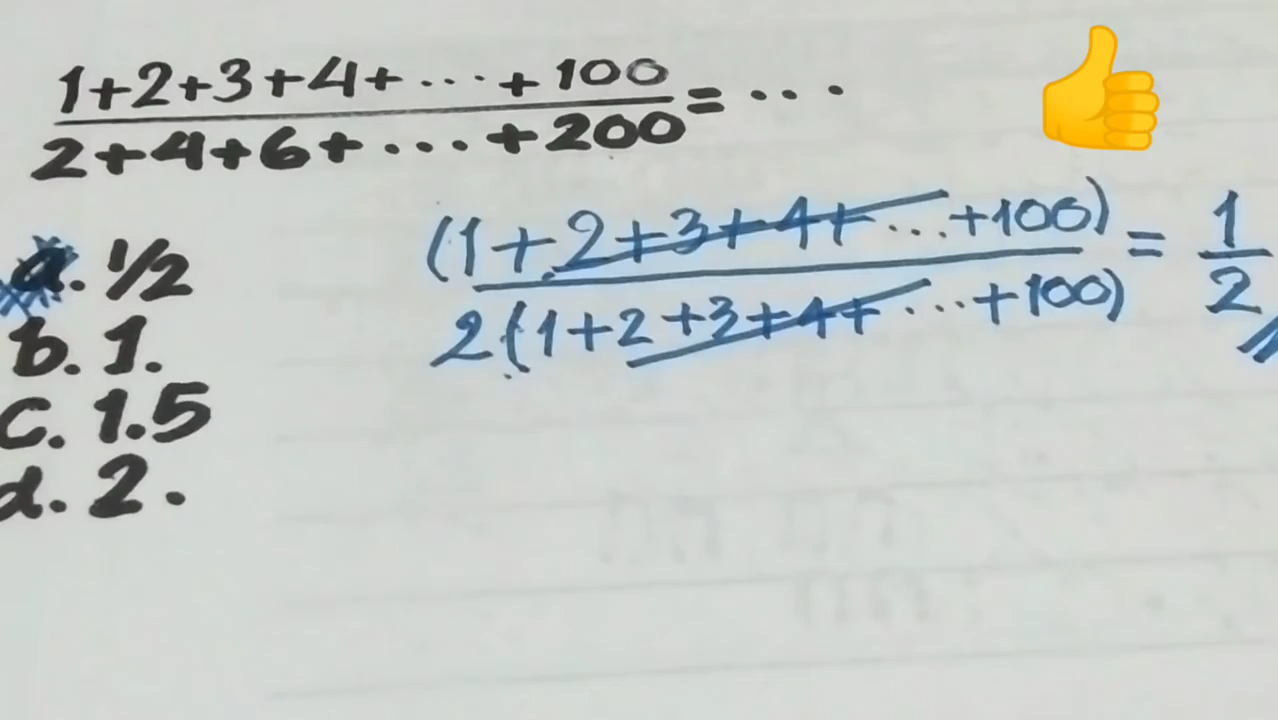 1+2+3+4+...+100
2+4+6+...+200
=...
a. 1/2
b. 1.
c. 1.5
d. 2.
(1+2+3+4+...+100)
2(1+2+3+4+...+100)
= 1
2